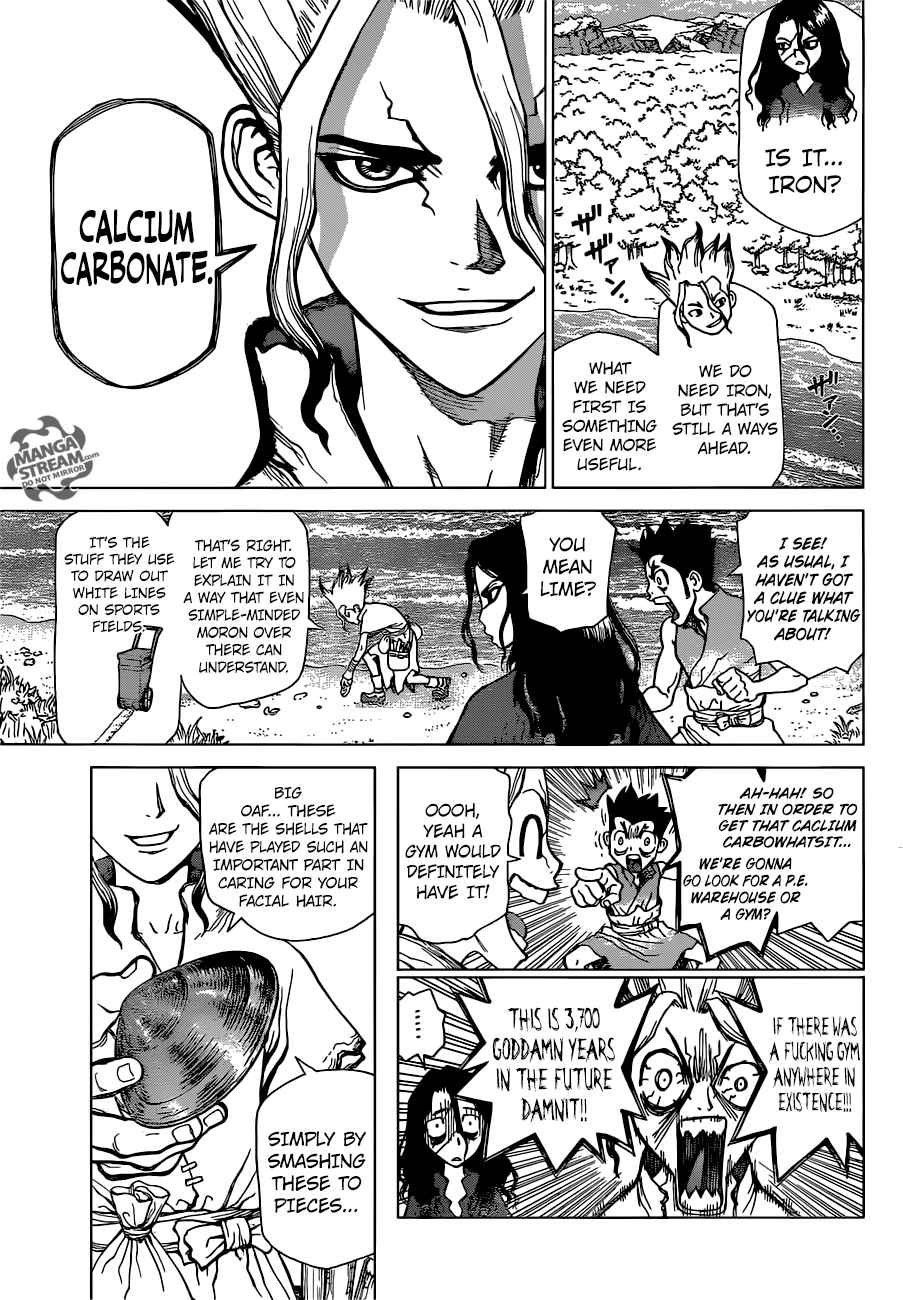 IS IT...
IRON?
WE DO
NEED IRON,
BUT THAT'S
STILL A WAYS
AHEAD.
WHAT
WE NEED
FIRST IS
SOMETHING
EVEN MORE
USEFUL.
ザァ
ザァン...
CALCIUM
CARBONATE.
MANGA
STREAM.com
DO NOT MIRROR
I SEE!
AS USUAL, I
HAVEN'T GOT
A CLUE WHAT
YOU'RE TALKING
ABOUT!
YOU
MEAN
LIME?
THAT'S RIGHT.
LET ME TRY TO
EXPLAIN IT IN
A WAY THAT EVEN
SIMPLE-MINDED
MORON OVER
THERE CAN
UNDERSTAND.
IT'S THE
STUFF THEY USE
TO DRAW OUT
WHITE LINES
ON SPORTS
FIELDS.
AH-HAH! SO
THEN IN ORDER TO
GET THAT CACLIUM
CARBOWHATSIT...
WE'RE GONNA
GO LOOK FOR A P.E.
WAREHOUSE OR
A GYM?
OOOH,
YEAH A
GYM WOULD
DEFINITELY
HAVE IT!
IF THERE WAS
A FUCKING GYM
ANYWHERE IN
EXISTENCE!!!
THIS IS 3,700
GODDAMN YEARS
IN THE FUTURE
DAMNIT!!
....
BIG
OAF... THESE
ARE THE SHELLS THAT
HAVE PLAYED SUCH AN
IMPORTANT PART IN
CARING FOR YOUR
FACIAL HAIR.
SIMPLY BY
SMASHING
THESE TO
PIECES...